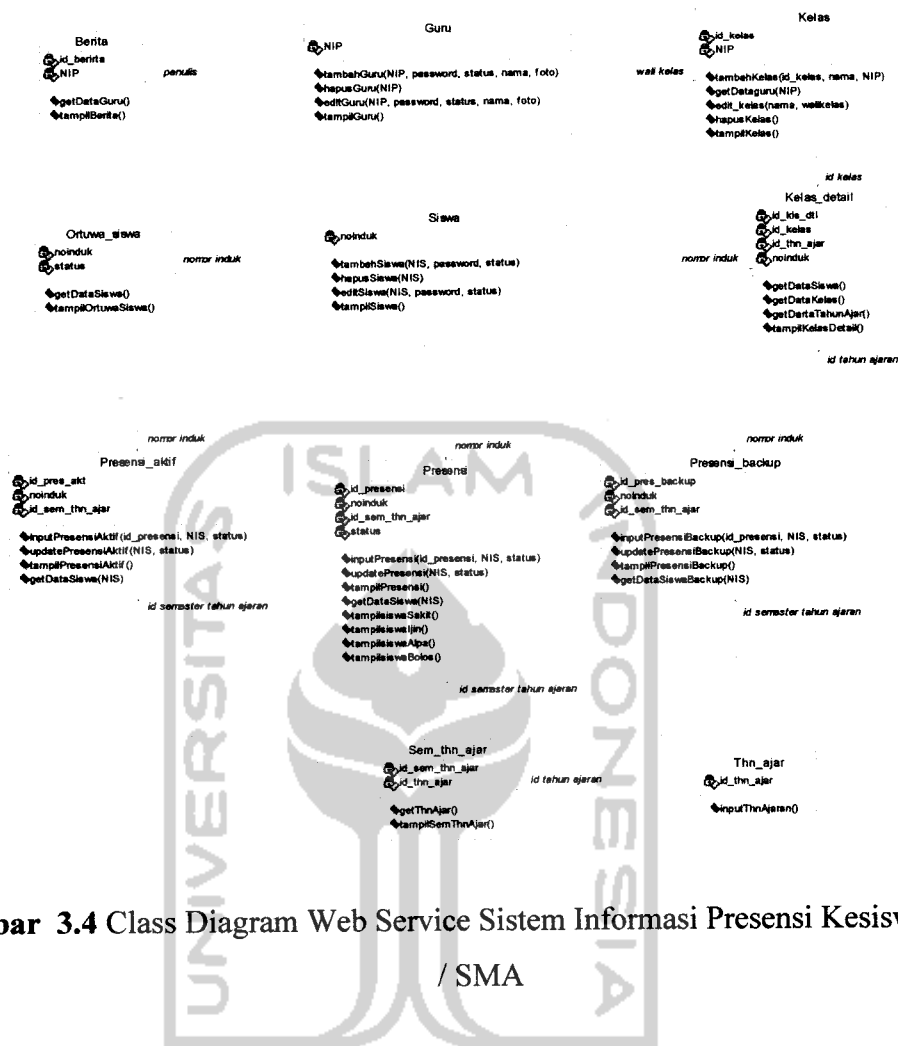 Berita
id_berirta
NIP
getDataGuru()
tampilBerita()
penulis
Guru
NIP
tambahGuru(NIP, password, status, nama, foto)
hapusGuru(NIP)
editGuru(NIP, password, status, nama, foto)
tampilGuru()
wali kelas
Kelas
id_kelas
NIP
tambahKelas(id_kelas, nama, NIP)
getDataguru(NIP)
edit_kelas(nama, walikelas)
hapusKelas()
tampilKelas()
id kelas
Ortuwa_siswa
noinduk
status
getDataSiswa()
tampilOrtuwaSiswa()
nomor induk
Siswa
noinduk
tambahSiswa(NIS, password, status)
hapusSiswa(NIS)
editSiswa(NIS, password, status)
tampilSiswa()
nomor induk
Kelas_detail
id_kls_dtl
id_kelas
id_thn_ajar
noinduk
getDataSiswa()
getDataKelas()
getDartaTahunAjar()
tampilKelasDetail()
id tahun ajaran
nomor induk
Presensi_aktif
id_pres_akt
noinduk
id_sem_thn_ajar
inputPresensiAktif(id_presensi, NIS, status)
updatePresensiAktif(NIS, status)
tampilPresensiAktif()
getDataSiswa(NIS)
id semester tahun ajaran
nomor induk
Presensi
id_presensi
noinduk
id_sem_thn_ajar
status
inputPresensi(id_presensi, NIS, status)
updatePresensi(NIS, status)
tampilPresensi()
getDataSiswa(NIS)
tampilsiswaSakit()
tampilsiswaIjin()
tampilsiswaAlpa()
tampilsiswaBolos()
id semester tahun ajaran
nomor induk
Presensi_backup
id_pres_backup
noinduk
id_sem_thn_ajar
inputPresensiBackup(id_presensi, NIS, status)
updatePresensiBackup(NIS, status)
tampilPresensiBackup()
getDataSiswaBackup(NIS)
id semester tahun ajaran
Sem_thn_ajar
id_sem_thn_ajar
id_thn_ajar
getThnAjar()
tampilSemThnAjar()
id tahun ajaran
Thn_ajar
id_thn_ajar
inputThnAjaran()
bar 3.4 Class Diagram Web Service Sistem Informasi Presensi Kesisw
/ SMA
UNIVERSITAS
ISLAM
INDONESIA